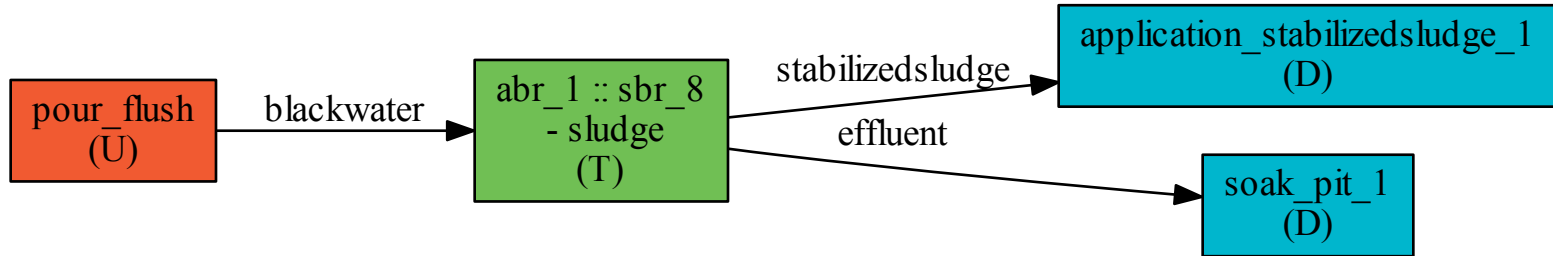 pour_flush
(U)
blackwater
abr_1 :: sbr_8
- sludge
(T)
stabilizedsludge
effluent
application_stabilizedsludge_1
(D)
soak_pit_1
(D)